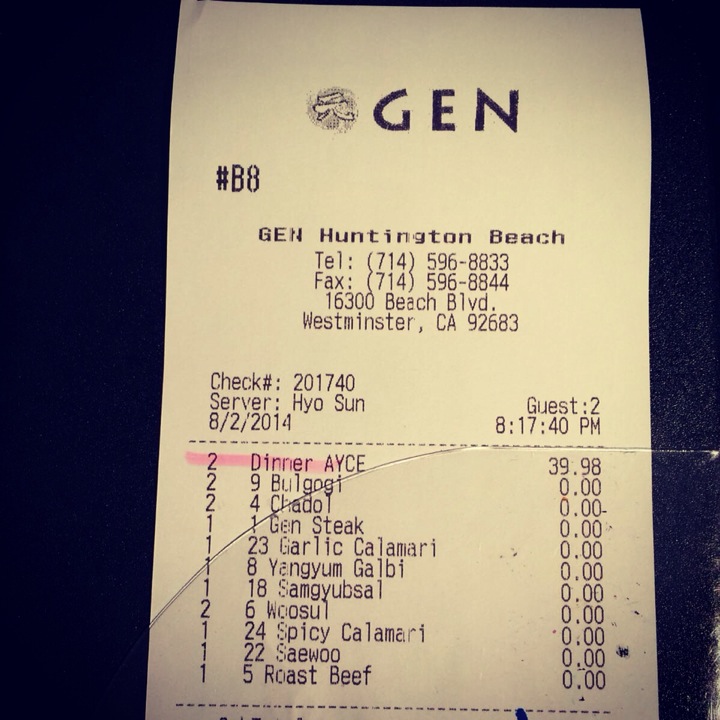 元 GEN
#B8
GEN Huntington Beach
Tel: (714) 596-8833
Fax: (714) 596-8844
16300 Beach Blvd.
Westminster, CA 92683
Check#: 201740
Server: Hyo Sun Guest:2
8/2/2014 8:17:40 PM
2 Dinner AYCE 39.98
2 9 Bulgogi 0.00
2 4 Chadol 0.00
1 1 Gen Steak 0.00
1 23 Garlic Calamari 0.00
1 8 Yangyum Galbi 0.00
1 18 Samgyubsal 0.00
2 6 Woosul 0.00
1 24 Spicy Calamari 0.00
1 22 Saewoo 0.00
1 5 Roast Beef 0.00